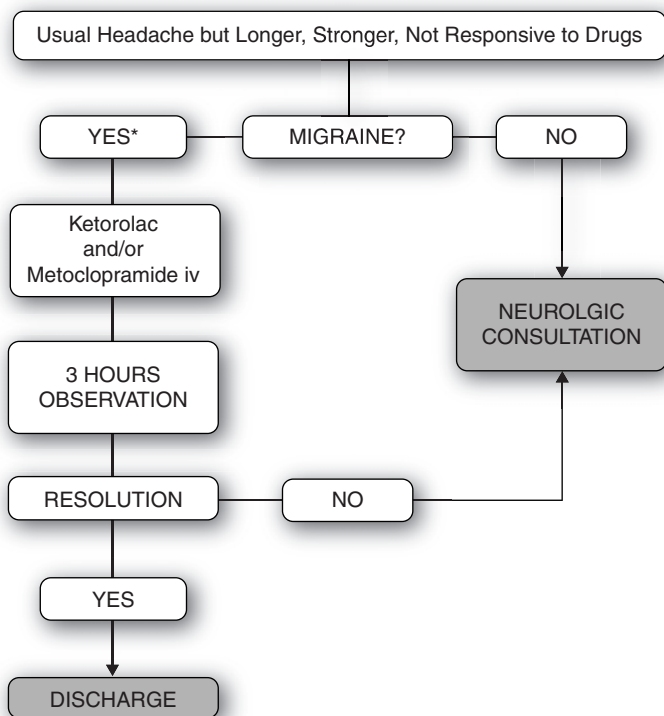 Usual Headache but Longer, Stronger, Not Responsive to Drugs
YES*
MIGRAINE?
NO
Ketorolac
and/or
Metoclopramide iv
NEUROLGIC
CONSULTATION
3 HOURS
OBSERVATION
RESOLUTION
NO
YES
DISCHARGE